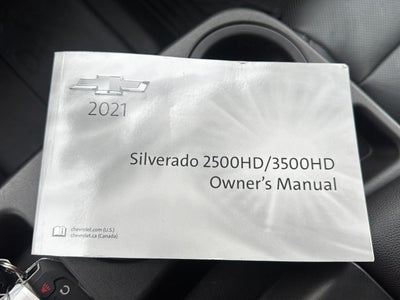 2021
Silverado 2500HD/3500HD
Owner's Manual
chevrolet.com (U.S.)
chevrolet.ca (Canada)